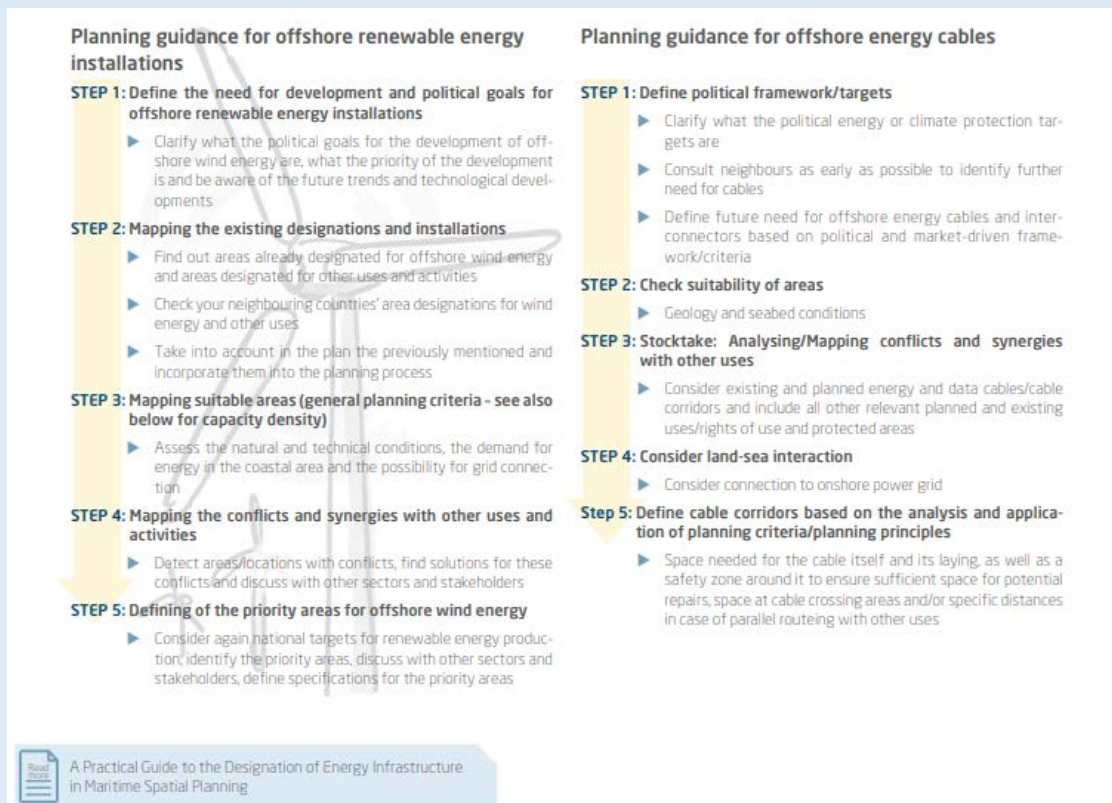 Planning guidance for offshore renewable energy
installations
STEP 1: Define the need for development and political goals for
offshore renewable energy installations
Clarify what the political goals for the development of off-
shore wind energy are, what the priority of the development
is and be aware of the future trends and technological devel-
opments
STEP 2: Mapping the existing designations and installations
Find out areas already designated for offshore wind energy
and areas designated for other uses and activities
Check your neighbouring countries' area designations for wind
energy and other uses
Take into account in the plan the previously mentioned and
incorporate them into the planning process
STEP 3: Mapping suitable areas (general planning criteria - see also
below for capacity density)
Assess the natural and technical conditions, the demand for
energy in the coastal area and the possibility for grid connec-
tion
STEP 4: Mapping the conflicts and synergies with other uses and
activities
Detect areas/locations with conflicts, find solutions for these
conflicts and discuss with other sectors and stakeholders
STEP 5: Defining of the priority areas for offshore wind energy
Consider again national targets for renewable energy produc-
tion, identify the priority areas, discuss with other sectors and
stakeholders, define specifications for the priority areas
Planning guidance for offshore energy cables
STEP 1: Define political framework/targets
Clarify what the political energy or climate protection tar-
gets are
Consult neighbours as early as possible to identify further
need for cables
Define future need for offshore energy cables and inter-
connectors based on political and market-driven frame-
work/criteria
STEP 2: Check suitability of areas
Geology and seabed conditions
STEP 3: Stocktake: Analysing/Mapping conflicts and synergies
with other uses
Consider existing and planned energy and data cables/cable
corridors and include all other relevant planned and existing
uses/rights of use and protected areas
STEP 4: Consider land-sea interaction
Consider connection to onshore power grid
Step 5: Define cable corridors based on the analysis and applica-
tion of planning criteria/planning principles
Space needed for the cable itself and its laying, as well as a
safety zone around it to ensure sufficient space for potential
repairs, space at cable crossing areas and/or specific distances
in case of parallel routeing with other uses
Read
more
A Practical Guide to the Designation of Energy Infrastructure
in Maritime Spatial Planning